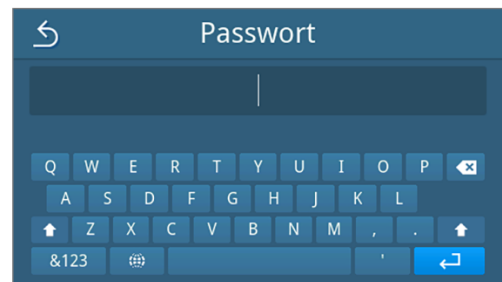 Passwort
Q W E R T Y U I O P
A S D F G H J K L
Z X C V B N M , .
&123 '